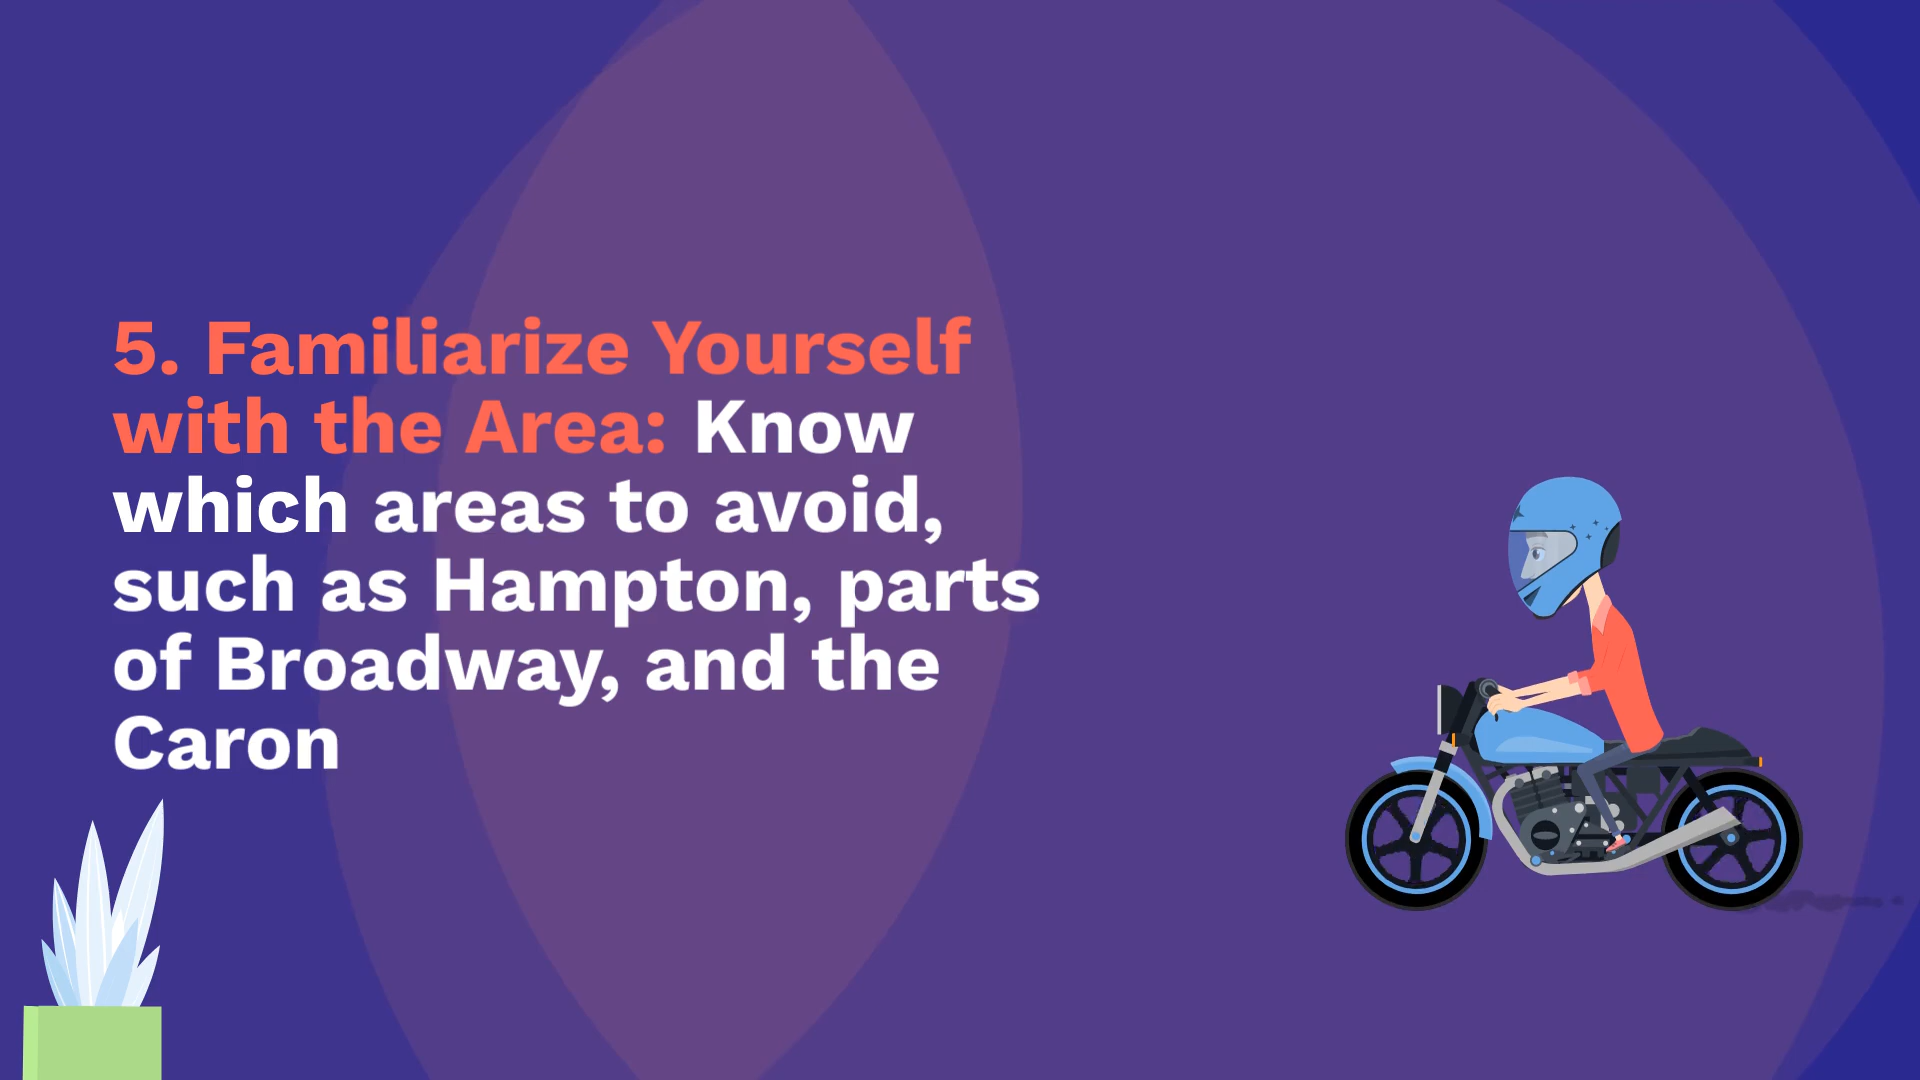 5. Familiarize Yourself
with the Area: Know
which areas to avoid,
such as Hampton, parts
of Broadway, and the
Caron